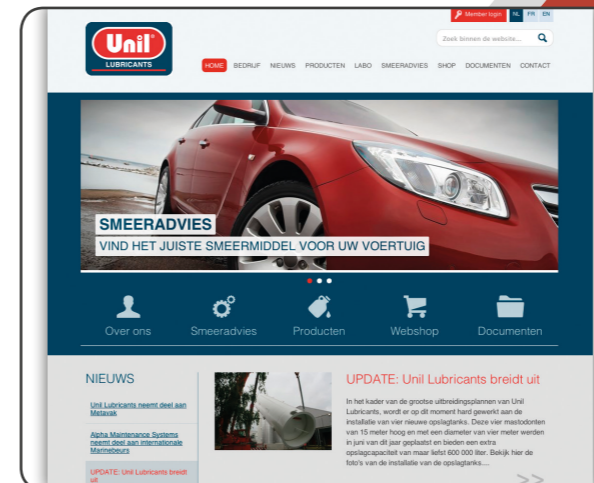 Member login NL FR EN
Unil®
LUBRICANTS
Zoek binnen de website...
HOME BEDRIJF NIEUWS PRODUCTEN LABO SMEERADVIES SHOP DOCUMENTEN CONTACT
SMEERADVIES
VIND HET JUISTE SMEERMIDDEL VOOR UW VOERTUIG
Over ons Smeeradvies Producten Webshop Documenten
NIEUWS
Unil Lubricants neemt deel aan
Metavak
Alpha Maintenance Systems
neemt deel aan internationale
Marinebeurs
UPDATE: Unil Lubricants breidt
uit
UPDATE: Unil Lubricants breidt uit
In het kader van de grootse uitbreidingsplannen van Unil
Lubricants, wordt er op dit moment hard gewerkt aan de
installatie van vier nieuwe opslagtanks. Deze vier mastodonten
van 15 meter hoog en met een diameter van vier meter werden
in juni van dit jaar geplaatst en bieden een extra
opslagcapaciteit van maar liefst 600 000 liter. Bekijk hier de
foto's van de installatie van de opslagtanks....
>>